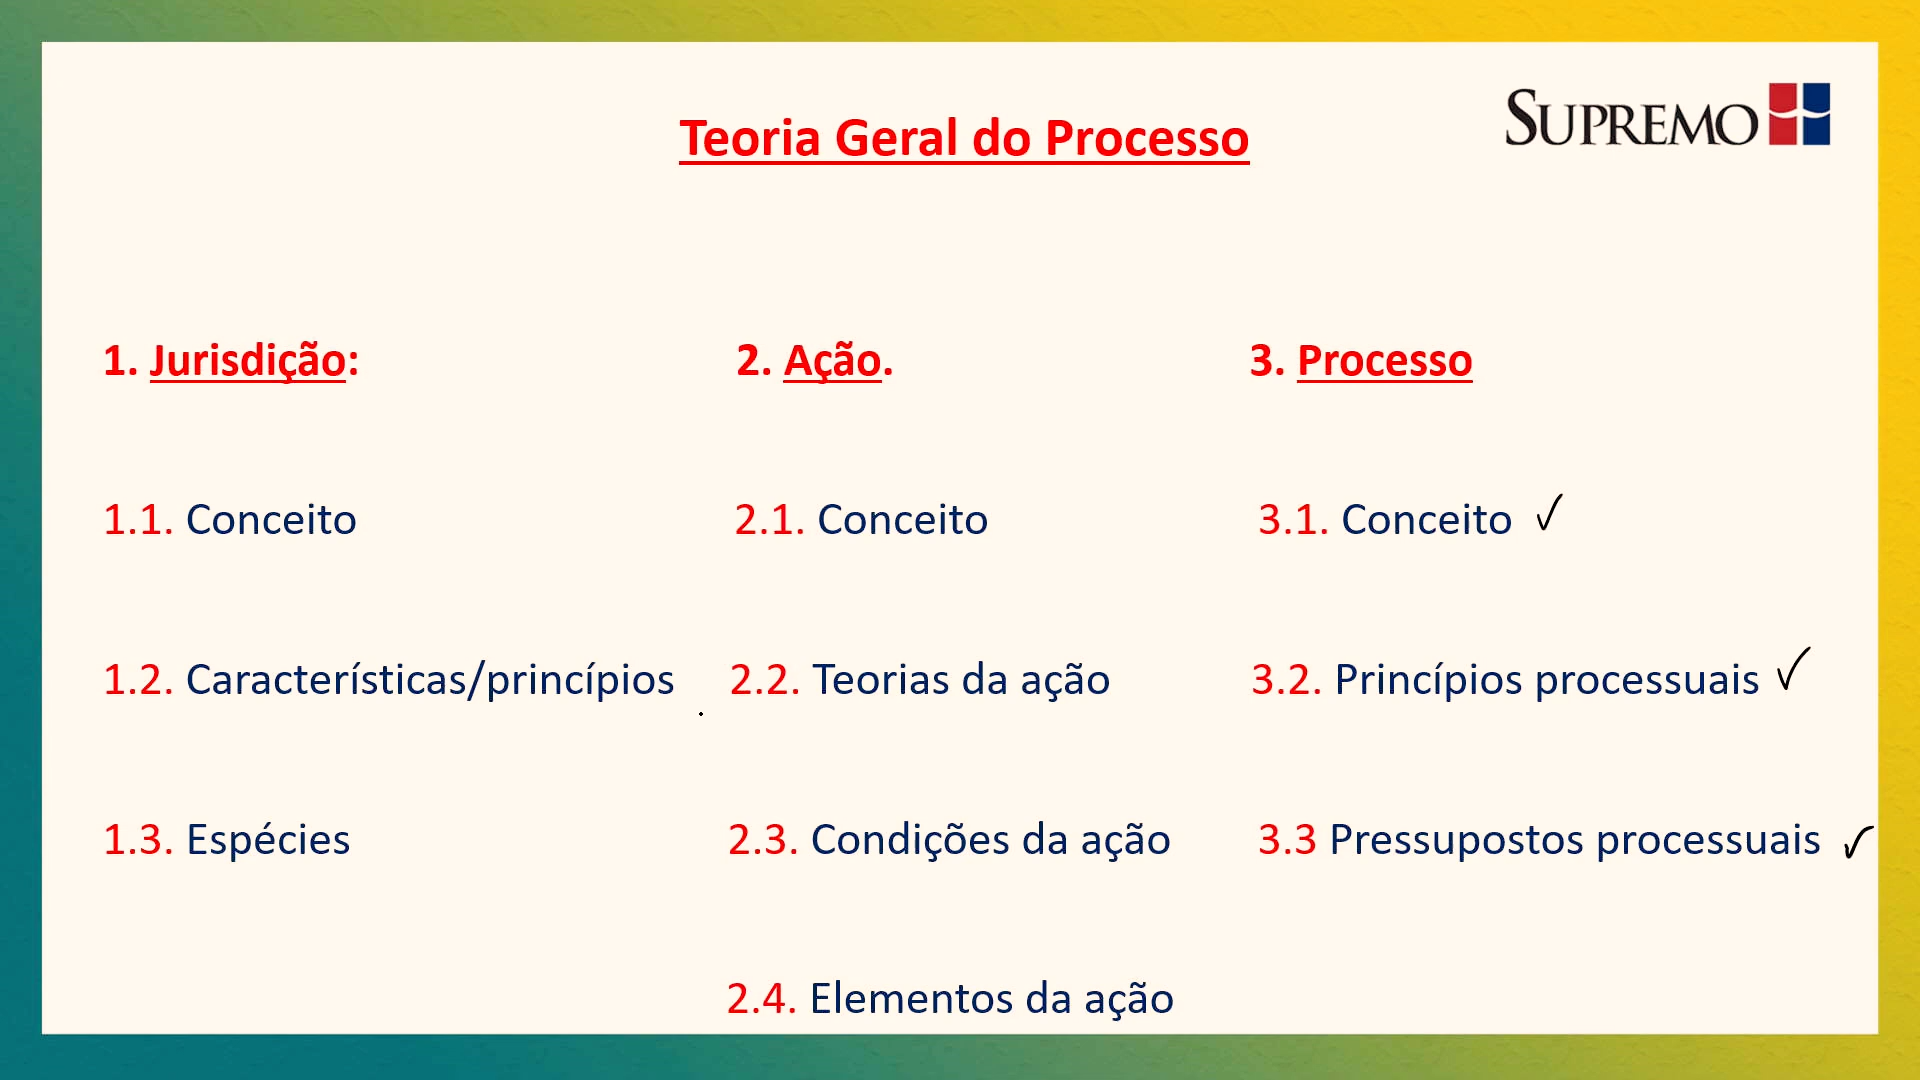 SUPREMO
Teoria Geral do Processo
1. Jurisdição:
1.1. Conceito
1.2. Características/princípios
1.3. Espécies
2. Ação.
2.1. Conceito
2.2. Teorias da ação
2.3. Condições da ação
2.4. Elementos da ação
3. Processo
3.1. Conceito ✓
3.2. Princípios processuais ✓
3.3 Pressupostos processuais ✓